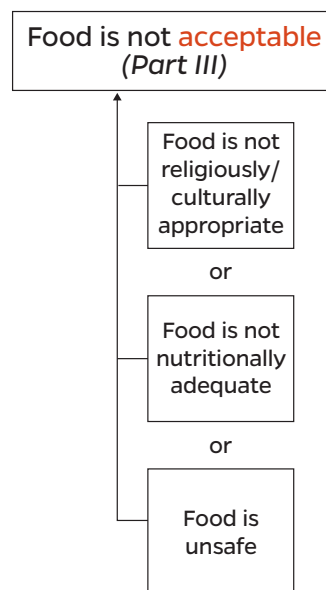 Food is not acceptable
(Part III)
Food is not
religiously/
culturally
appropriate
or
Food is not
nutritionally
adequate
or
Food is
unsafe